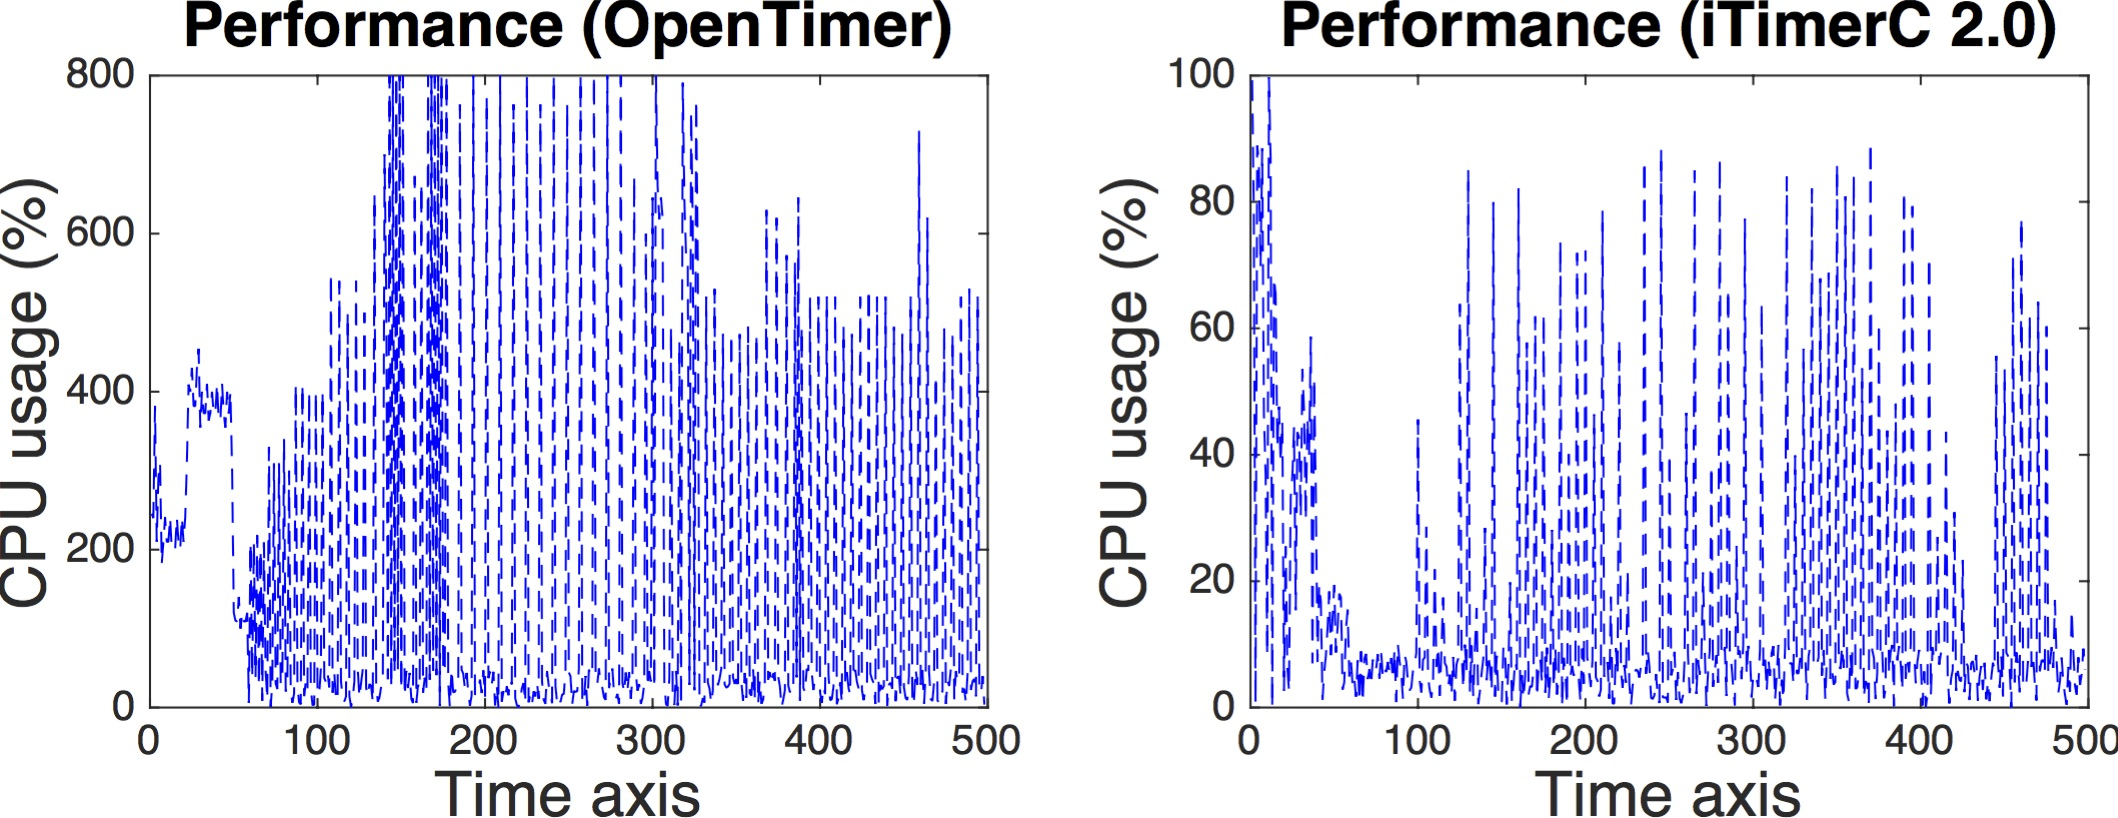 Performance (OpenTimer)
CPU usage (%)
800
600
400
200
0
0 100 200 300 400 500
Time axis
Performance (iTimerC 2.0)
CPU usage (%)
100
80
60
40
20
0
0 100 200 300 400 500
Time axis